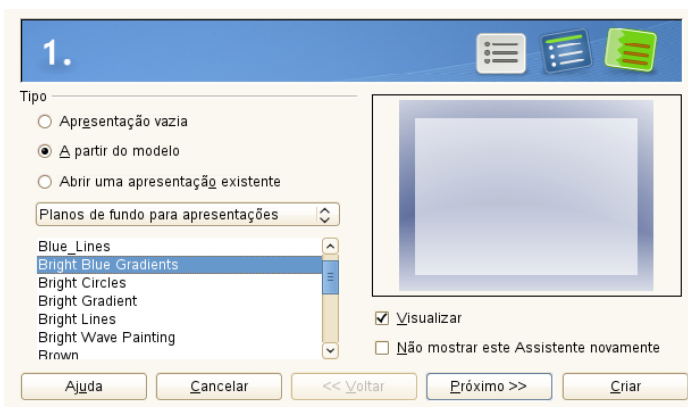 1.
Tipo
Apresentação vazia
A partir do modelo
Abrir uma apresentação existente
Planos de fundo para apresentações
Blue_Lines
Bright Blue Gradients
Bright Circles
Bright Gradient
Bright Lines
Bright Wave Painting
Brown
Visualizar
Não mostrar este Assistente novamente
Ajuda
Cancelar
<< Voltar
Próximo >>
Criar